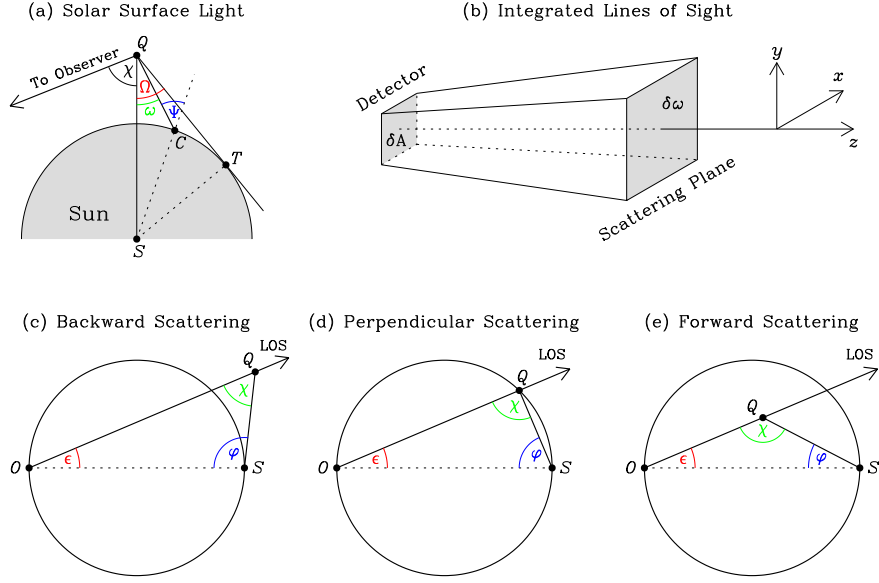 (a) Solar Surface Light
Q
To Observer
χ
Ω
ω
Ψ
C
T
Sun
S
(b) Integrated Lines of Sight
Detector
δA
δω
Scattering Plane
y
x
z
(c) Backward Scattering
LOS
Q
χ
ϵ
φ
O
S
(d) Perpendicular Scattering
LOS
Q
χ
ϵ
φ
O
S
(e) Forward Scattering
LOS
Q
χ
ϵ
φ
O
S